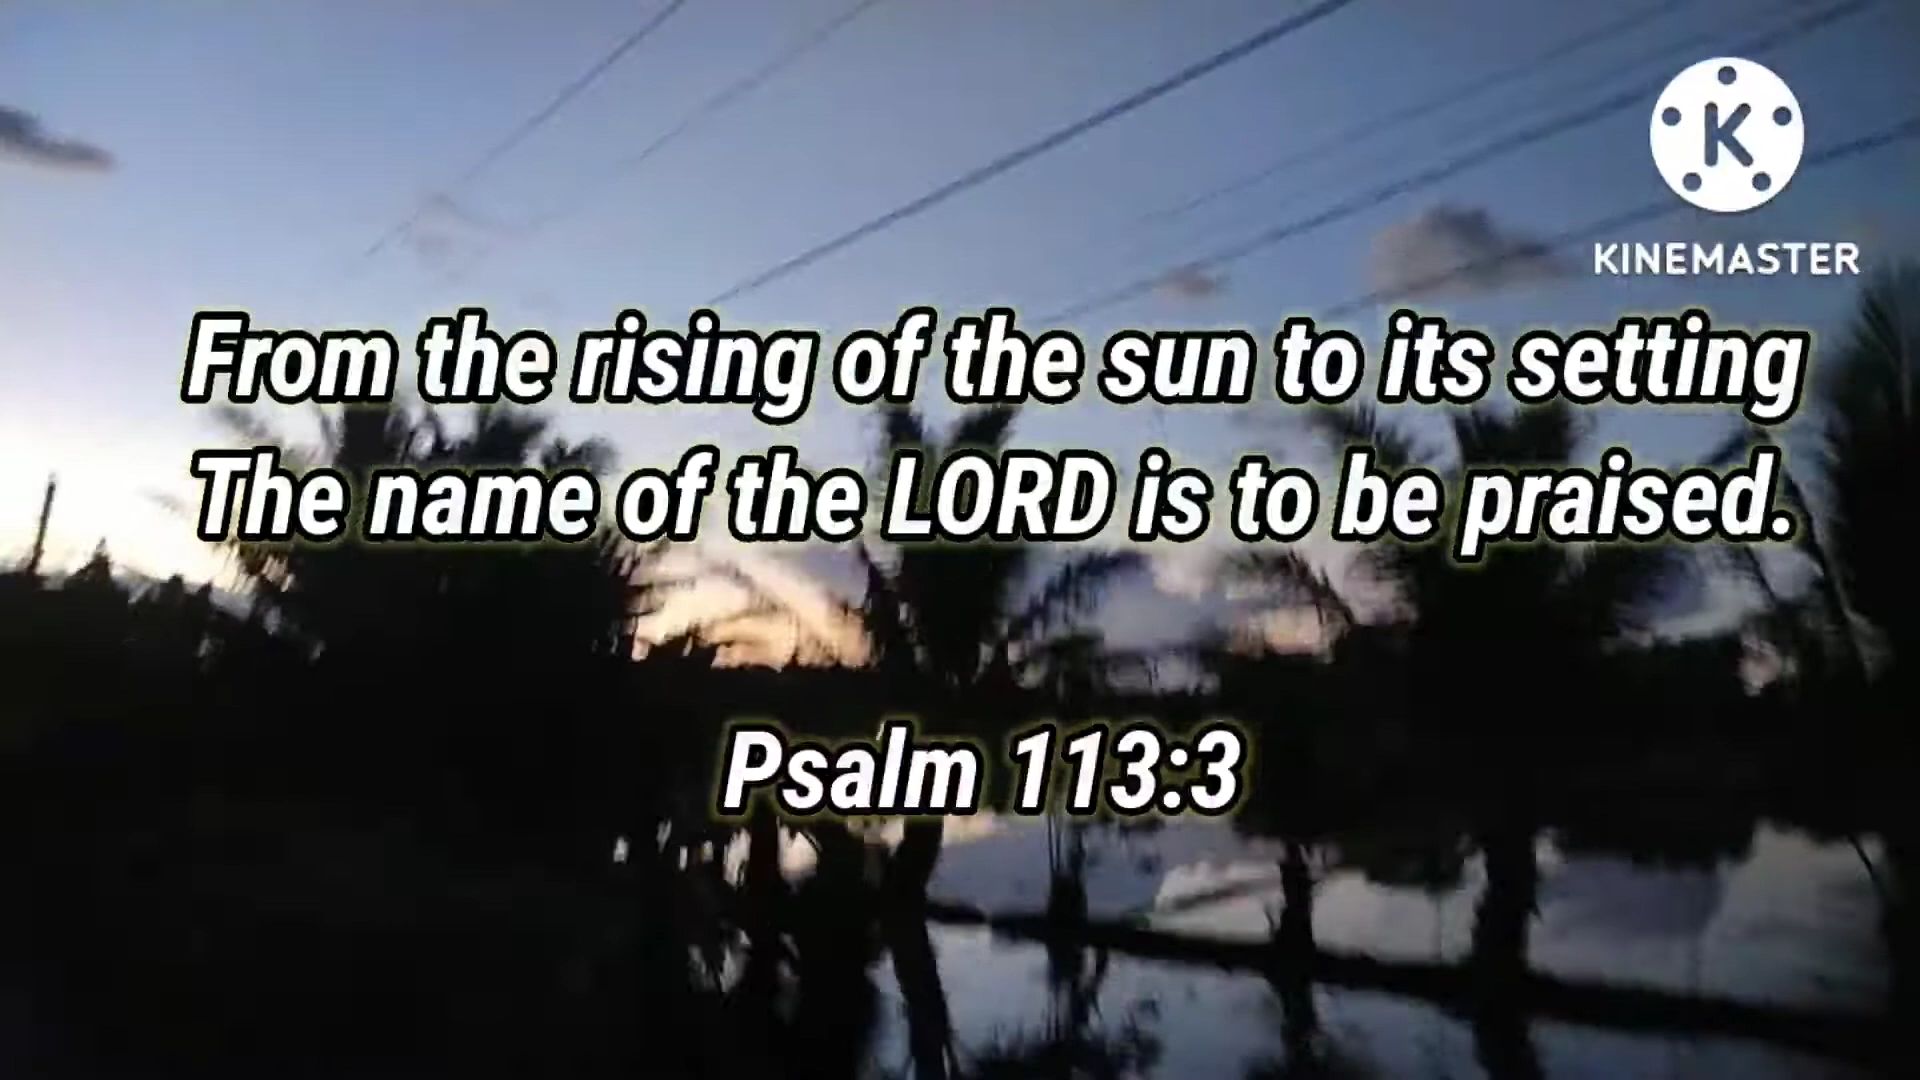 K
KINEMASTER
From the rising of the sun to its setting
The name of the LORD is to be praised.
Psalm 113:3